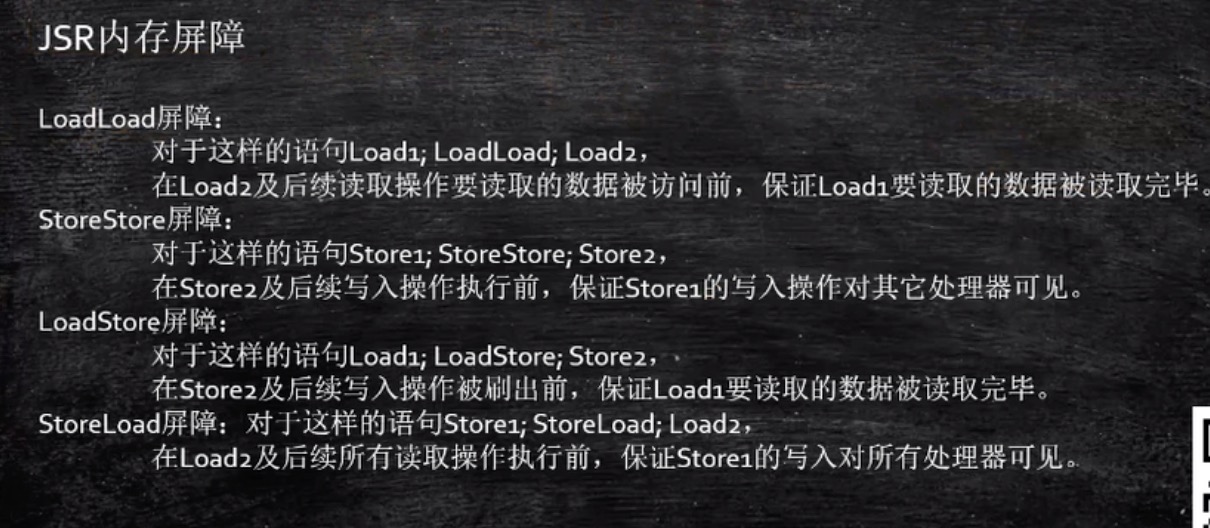 JSR内存屏障
LoadLoad屏障：
对于这样的语句Load1; LoadLoad; Load2，
在Load2及后续读取操作要读取的数据被访问前，保证Load1要读取的数据被读取完毕。
StoreStore屏障：
对于这样的语句Store1; StoreStore; Store2，
在Store2及后续写入操作执行前，保证Store1的写入操作对其它处理器可见。
LoadStore屏障：
对于这样的语句Load1; LoadStore; Store2，
在Store2及后续写入操作被刷出前，保证Load1要读取的数据被读取完毕。
StoreLoad屏障：对于这样的语句Store1; StoreLoad; Load2，
在Load2及后续所有读取操作执行前，保证Store1的写入对所有处理器可见。